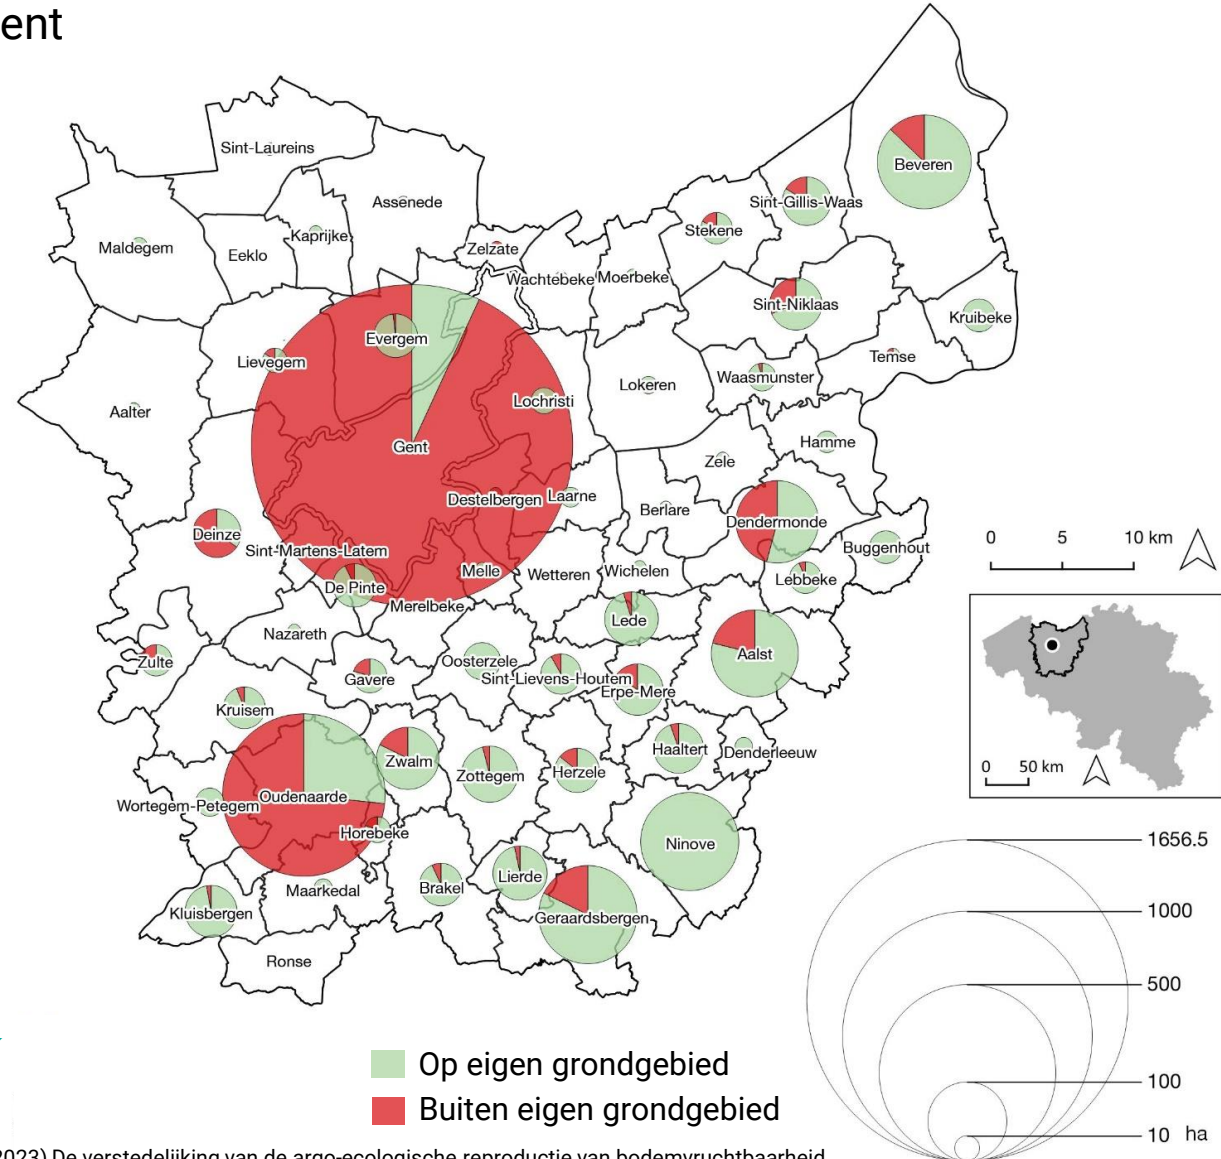 ent
Sint-Laureins
Assenede
Beveren
Sint-Gillis-Waas
Stekene
Maldegem
Eeklo
Kaprijke
Zelzate
Wachtebeke
Moerbeke
Sint-Niklaas
Kruibeke
Evergem
Lievegem
Temse
Waasmunster
Lokeren
Lochristi
Aalter
Gent
Hamme
Zele
Destelbergen
Laarne
Berlare
Dendermonde
Deinze
Sint-Martens-Latem
Buggenhout
0 5 10 km
De Pinte
Melle
Wetteren
Wichelen
Lebbeke
Merelbeke
Lede
Nazareth
Aalst
Zulte
Oosterzele
Gavere
Sint-Lievens-Houtem
Erpe-Mere
Kruisem
Zwalm
Haaltert
Denderleeuw
Zottegem
Herzele
0 50 km
Oudenaarde
Wortegem-Petegem
Horebeke
Ninove
1656.5
Lierde
Brakel
Maarkedal
Kluisbergen
Geraardsbergen
1000
Ronse
500
100
10 ha
Op eigen grondgebied
Buiten eigen grondgebied
2023) De verstedelijking van de argo-ecologische reproductie van bodemvruchtbaarheid